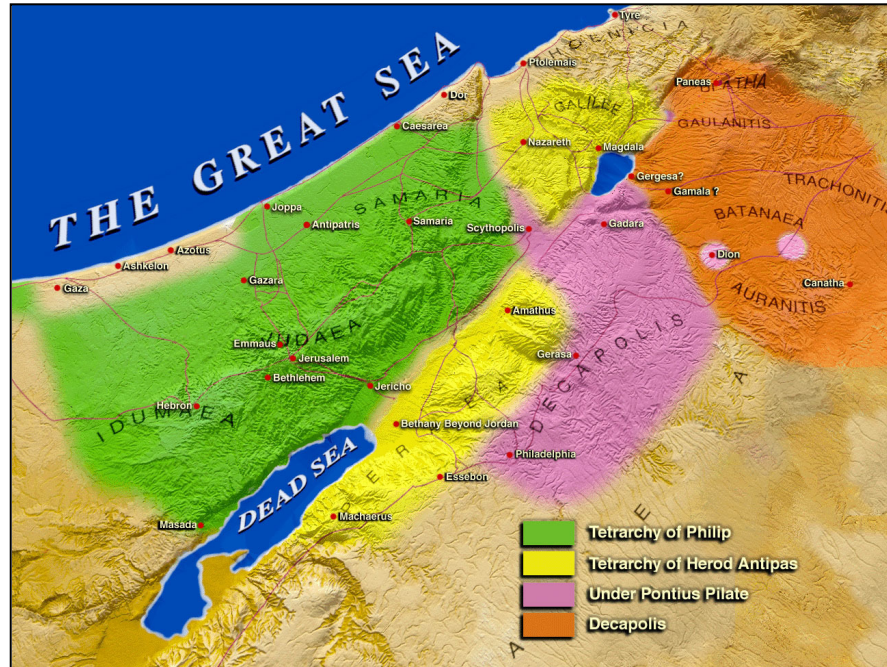 Tyre
PHOENICIA
Ptolemais
THE GREAT SEA
Paneas
Dor
GALILEE
Caesarea
GAULANITIS
Nazareth
Magdala
Gergesa?
Gamala ?
TRACHONITIS
SAMARIA
Joppa
BATANAEA
Antipatris
Samaria
Scythopolis
Gadara
Azotus
Ashkelon
Dion
Gaza
Gazara
Canatha
AURANITIS
Amathus
JUDAEA
Emmaus
Jerusalem
Gerasa
Bethlehem
Jericho
DECAPOLIS
Hebron
IDUMAEA
Bethany Beyond Jordan
PEREA
Philadelphia
DEAD SEA
Essebon
Machaerus
Masada
Tetrarchy of Philip
Tetrarchy of Herod Antipas
Under Pontius Pilate
Decapolis